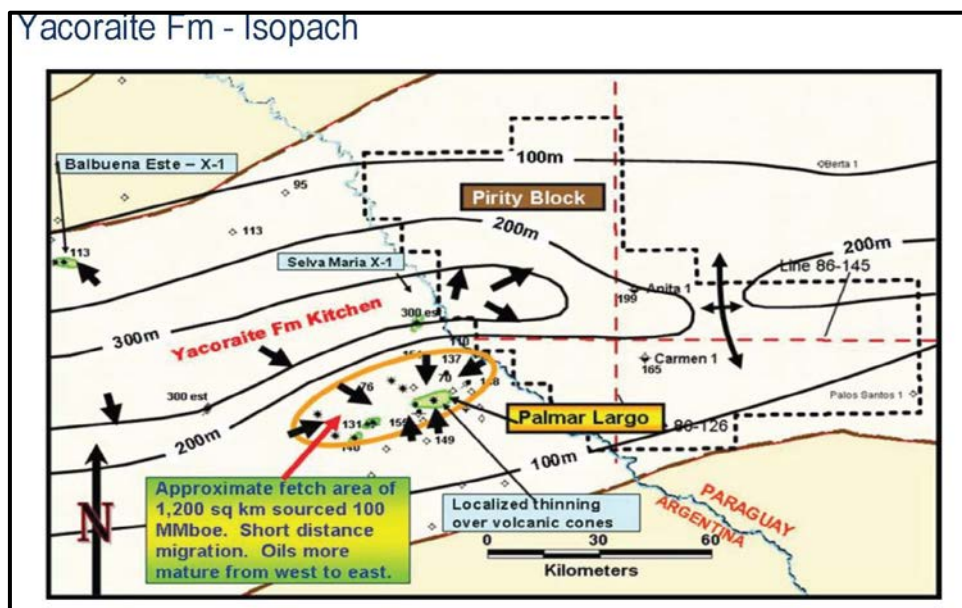 Yacoraite Fm - Isopach
Balbuena Este – X-1
95
100m
Berta 1
Pirity Block
113
113
200m
200m
Selva Maria X-1
Line 86-145
199
Anita 1
300 est
300m
Yacoraite Fm Kitchen
110
137
Carmen 1
165
76
70
300 est
Palos Santos 1
131
149
Palmar Largo
200m
100m
Approximate fetch area of
1,200 sq km sourced 100
MMboe. Short distance
migration. Oils more
mature from west to east.
Localized thinning
over volcanic cones
PARAGUAY
ARGENTINA
N
0 30 60
Kilometers